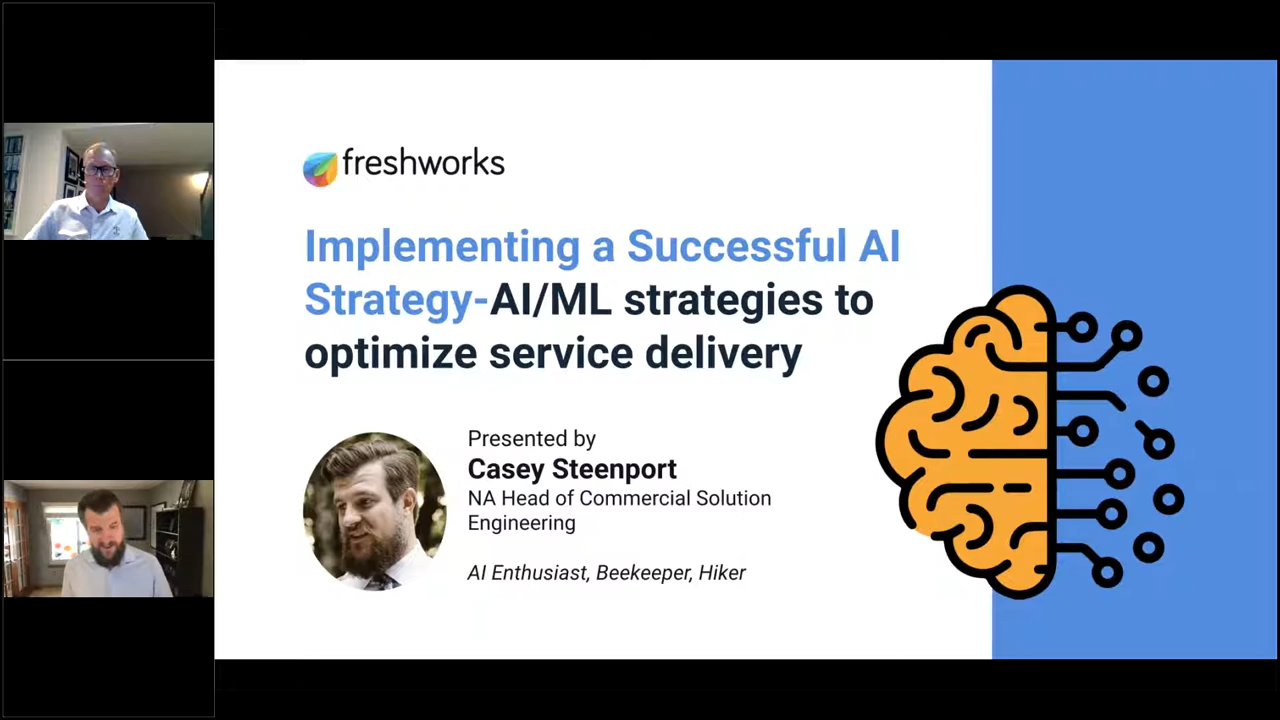 freshworks
Implementing a Successful AI
Strategy-AI/ML strategies to
optimize service delivery
Presented by
Casey Steenport
NA Head of Commercial Solution
Engineering
AI Enthusiast, Beekeeper, Hiker